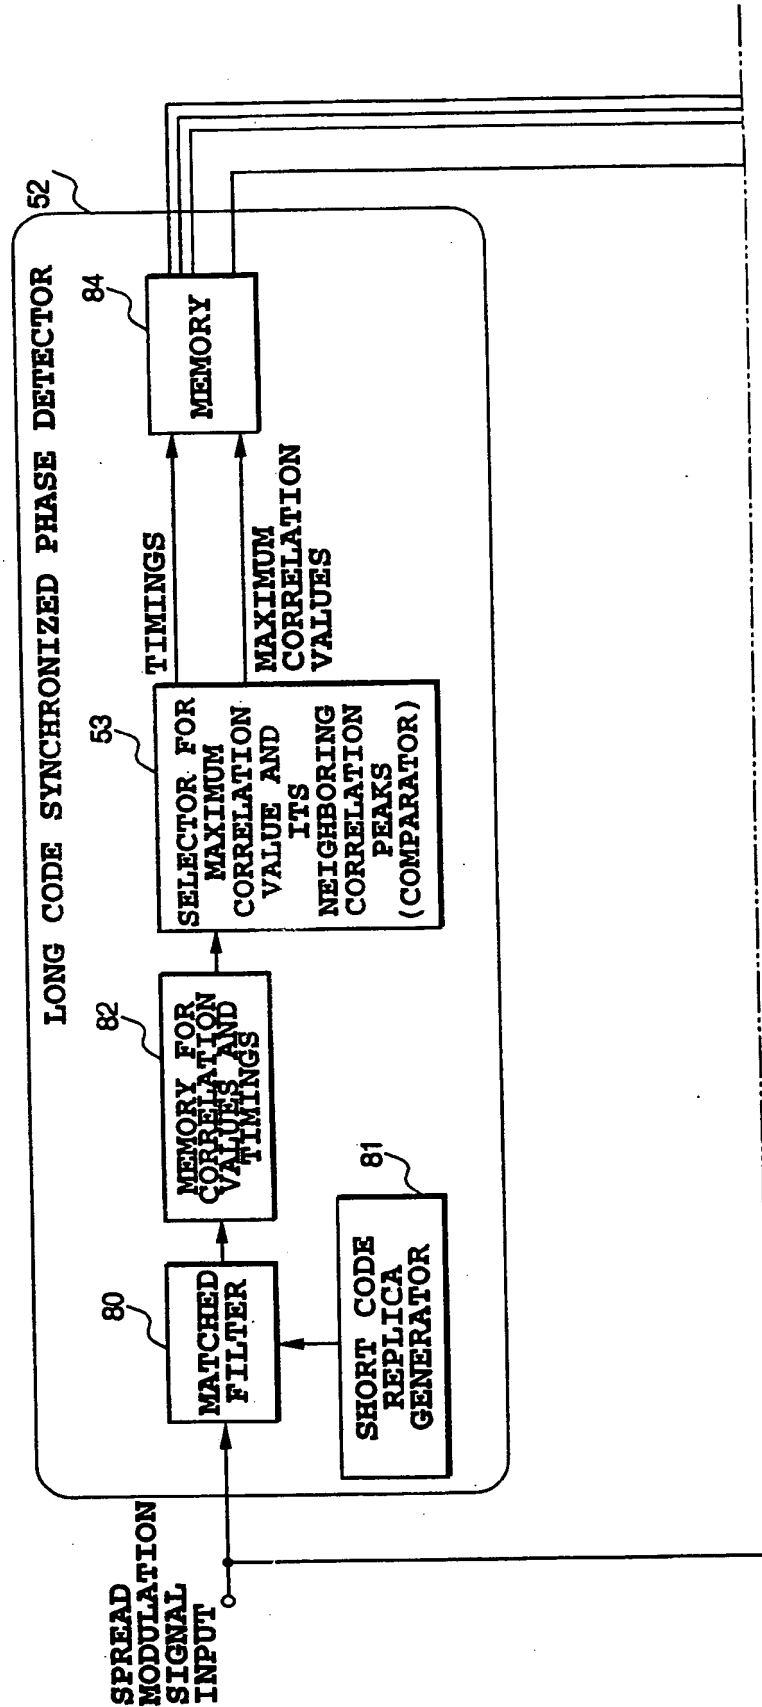 LONG CODE SYNCHRONIZED PHASE DETECTOR
52
SPREAD
MODULATION
SIGNAL
INPUT
80
MATCHED
FILTER
81
SHORT CODE
REPLICA
GENERATOR
82
MEMORY FOR
CORRELATION
VALUES AND
TIMINGS
53
SELECTOR FOR
MAXIMUM
CORRELATION
VALUE AND
ITS
NEIGHBORING
CORRELATION
PEAKS
(COMPARATOR)
TIMINGS
MAXIMUM
CORRELATION
VALUES
84
MEMORY